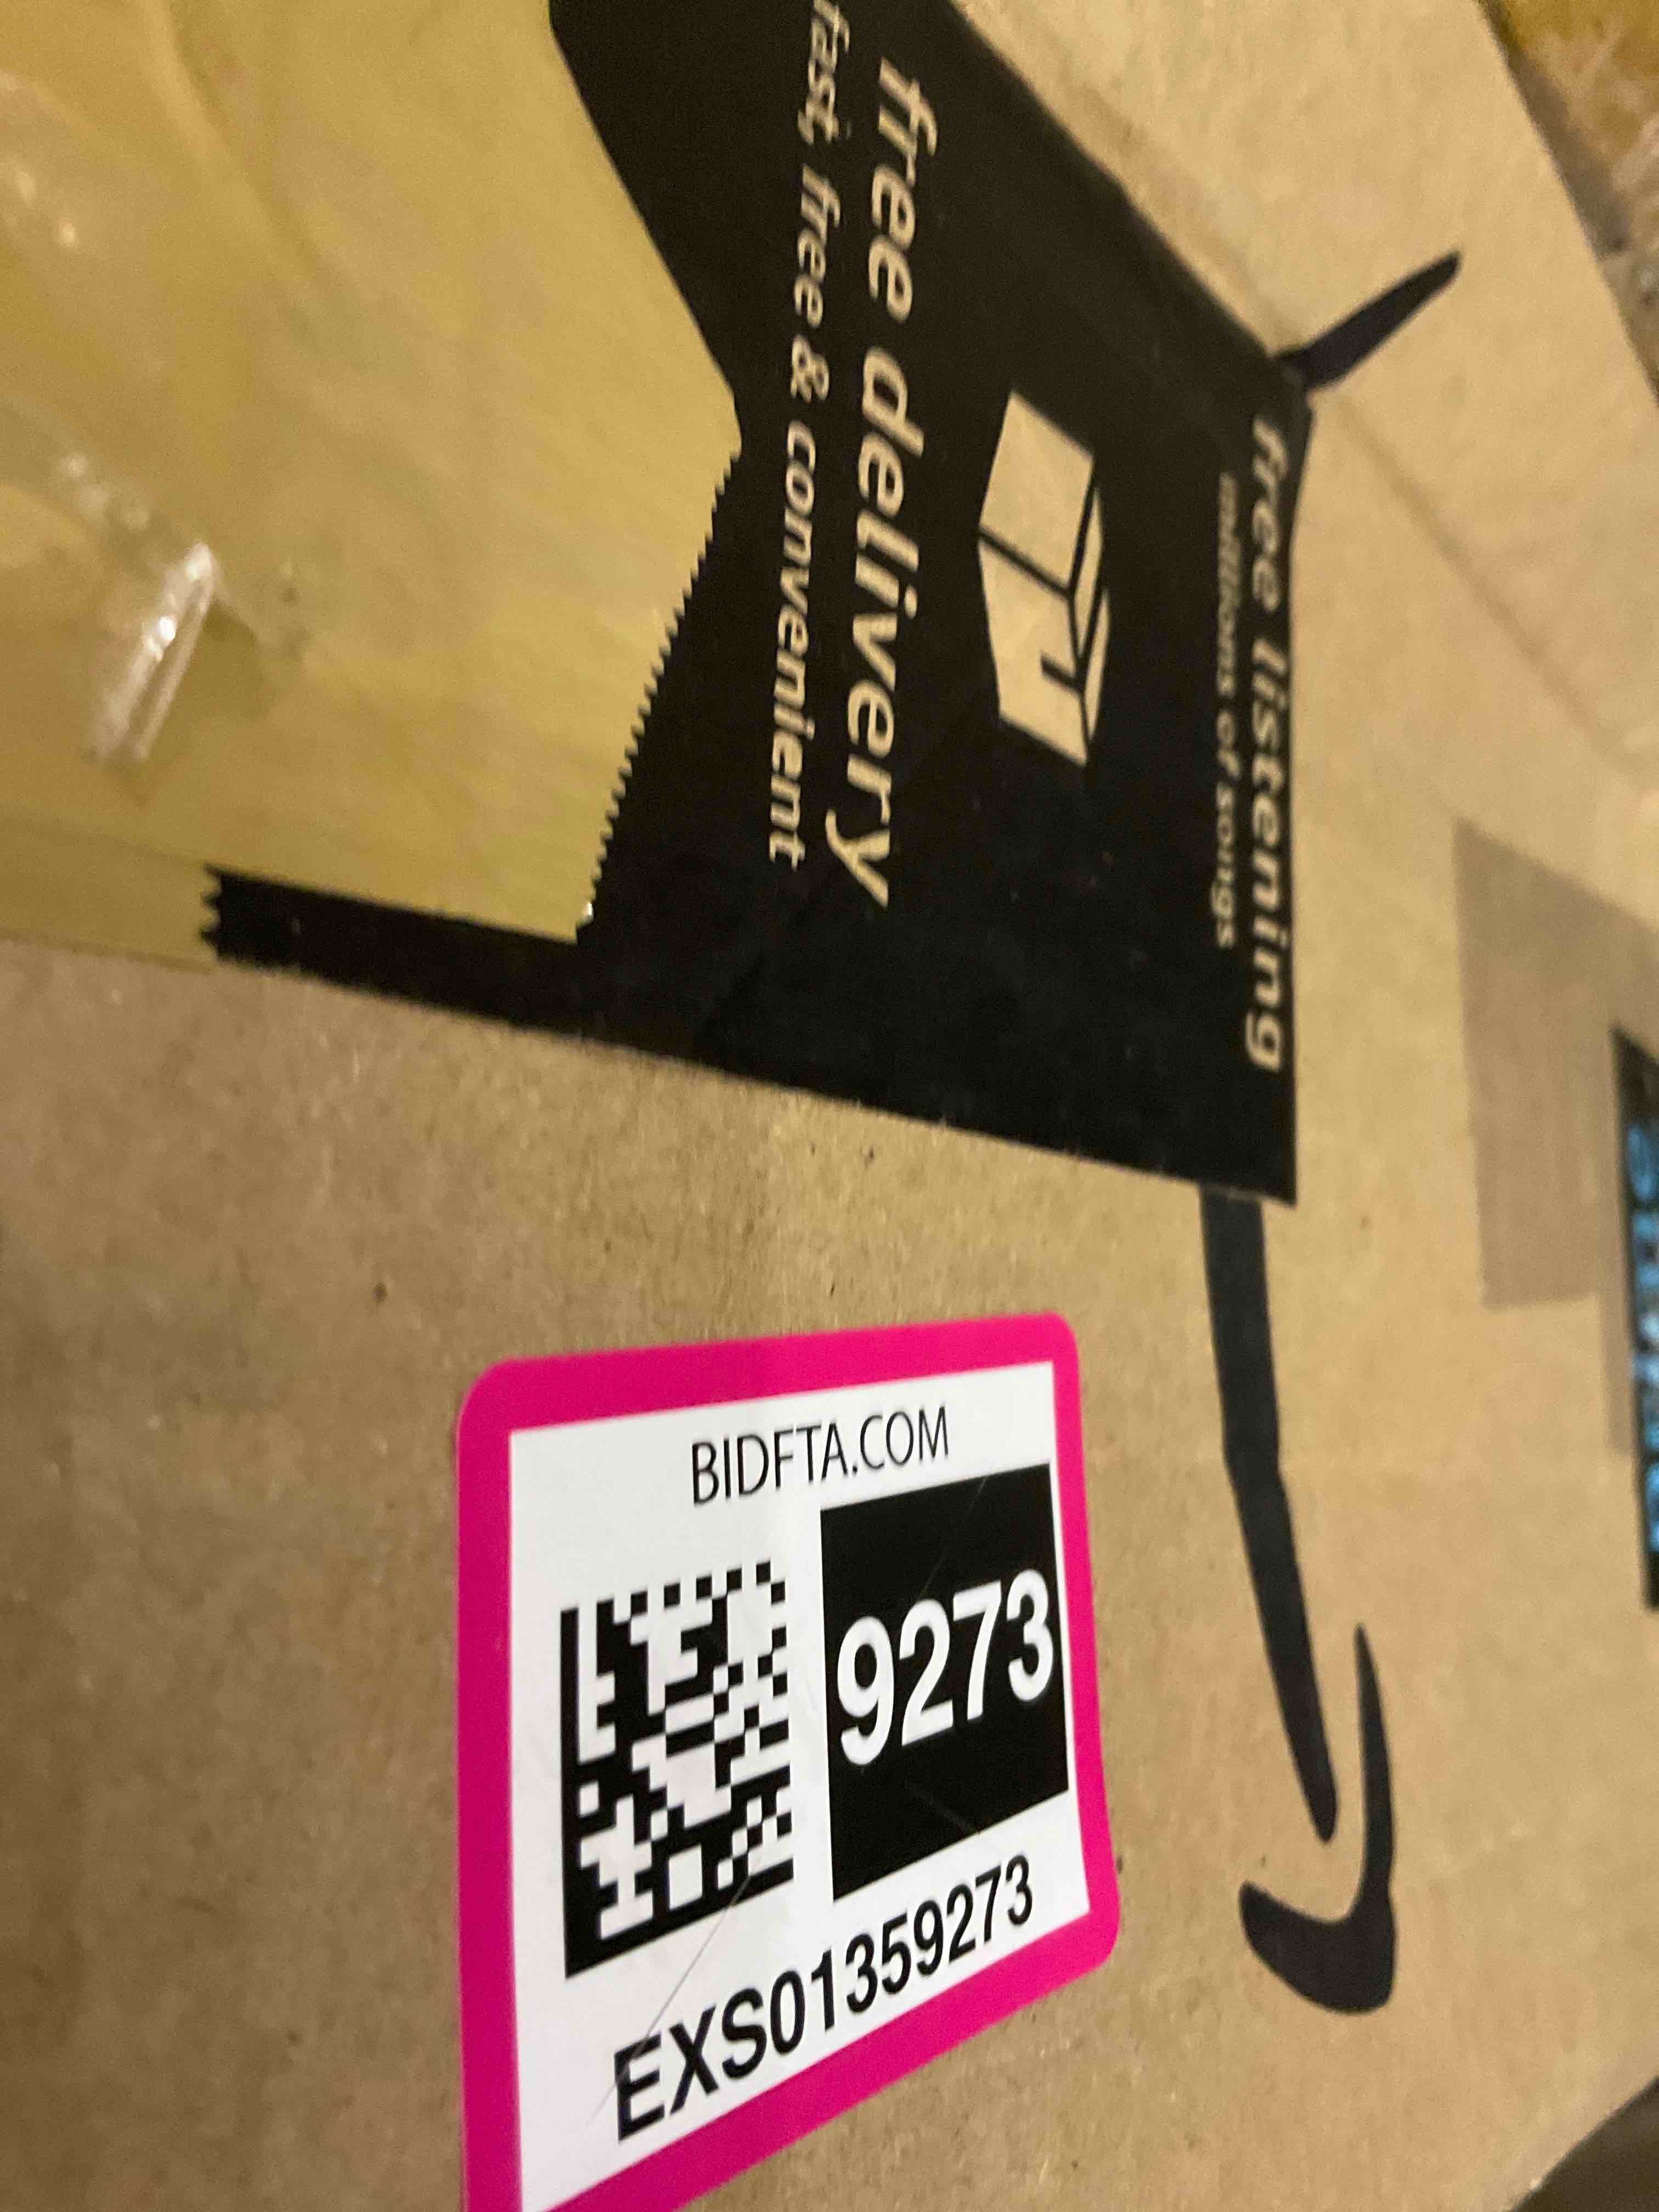 free listening
millions of songs
free delivery
fast, free & convenient
BIDFTA.COM
9273
EXS01359273